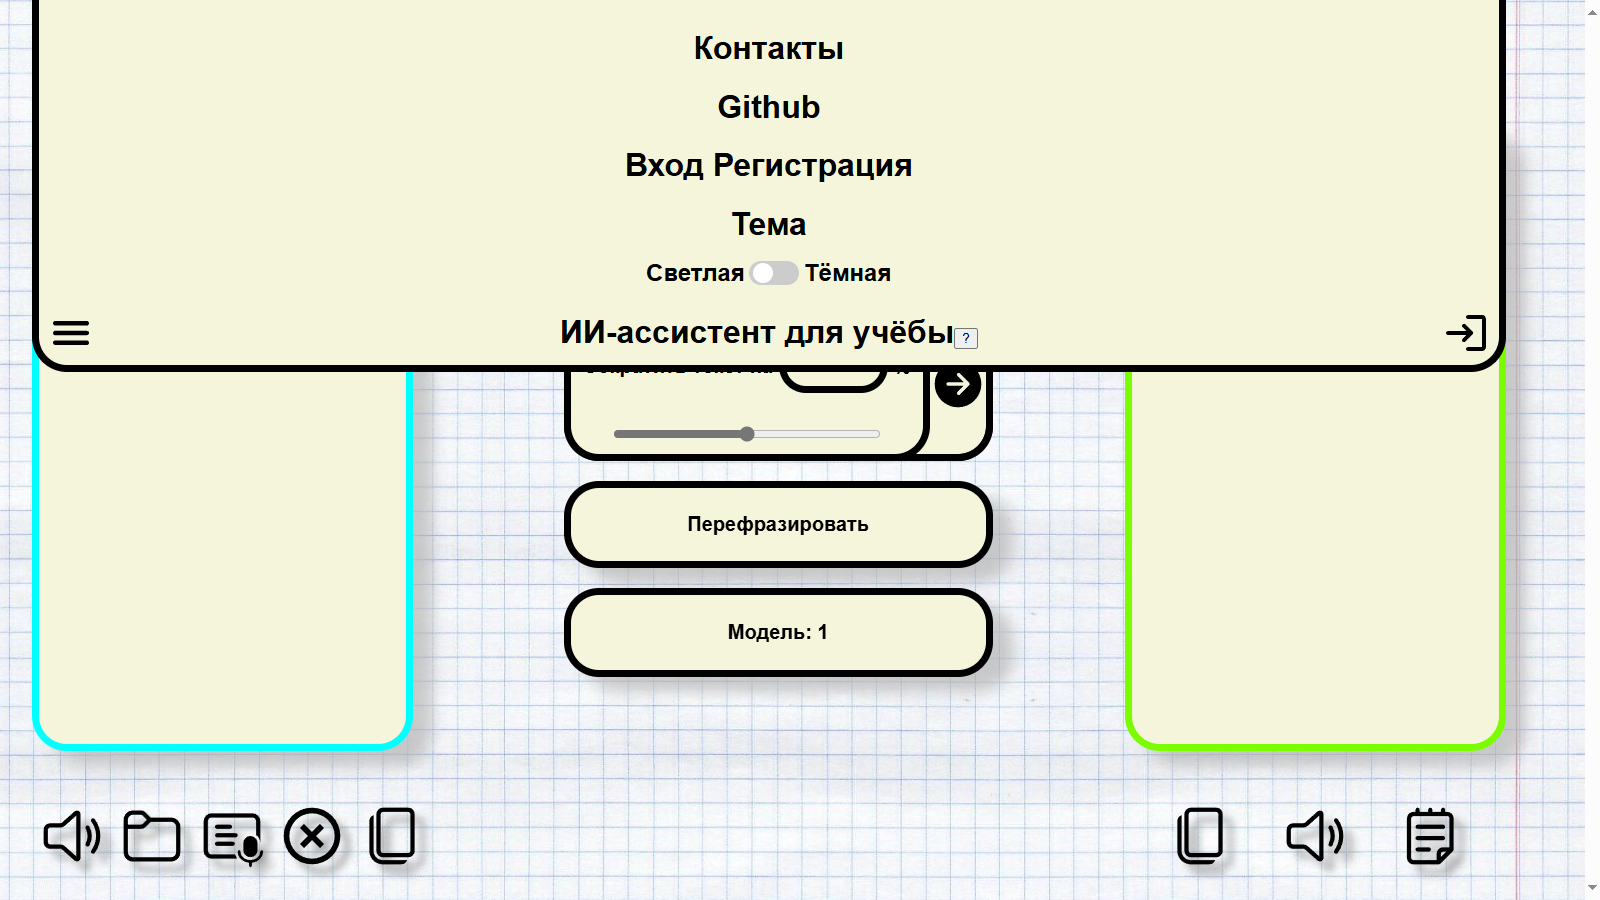 Контакты
Github
Вход Регистрация
Тема
Светлая Тёмная
ИИ-ассистент для учёбы ?
%
Перефразировать
Модель: 1